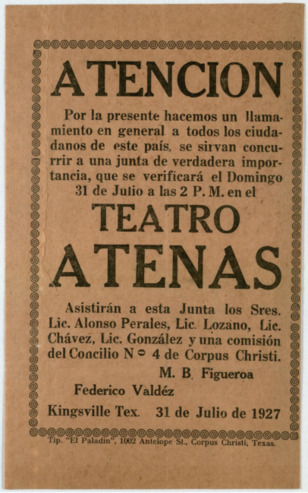 ATENCION
Por la presente hacemos un llama-
miento en general a todos los ciuda-
danos de este país, se sirvan concu-
rrir a una junta de verdadera impor-
tancia, que se verificará el Domingo
31 de Julio a las 2 P. M. en el
TEATRO
ATENAS
Asistirán a esta Junta los Sres.
Lic. Alonso Perales, Lic. Lozano, Lic.
Chávez, Lic. González y una comisión
del Coacilio No 4 de Corpus Christi.
M. B. Figueroa
Federico Valdéz
Kingsville Tex. 31 de Julio de 1927
Tip. "El Paladin", 1002 Antelope St., Corpus Christi, Texas.